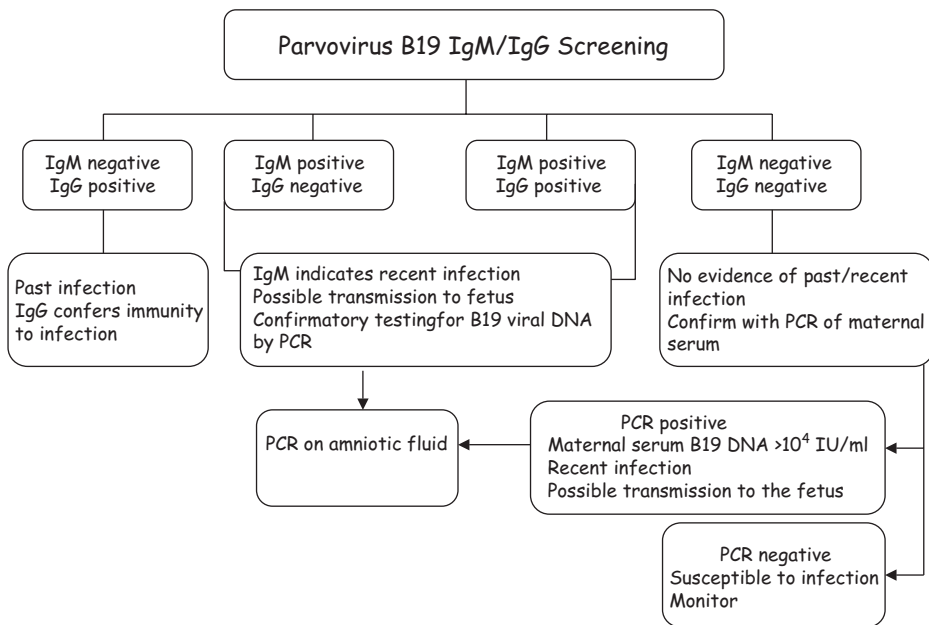 Parvovirus B19 IgM/IgG Screening
IgM negative
IgG positive
IgM positive
IgG negative
IgM positive
IgG positive
IgM negative
IgG negative
Past infection
IgG confers immunity
to infection
IgM indicates recent infection
Possible transmission to fetus
Confirmatory testingfor B19 viral DNA
by PCR
No evidence of past/recent
infection
Confirm with PCR of maternal
serum
PCR on amniotic fluid
PCR positive
Maternal serum B19 DNA >10⁴ IU/ml
Recent infection
Possible transmission to the fetus
PCR negative
Susceptible to infection
Monitor